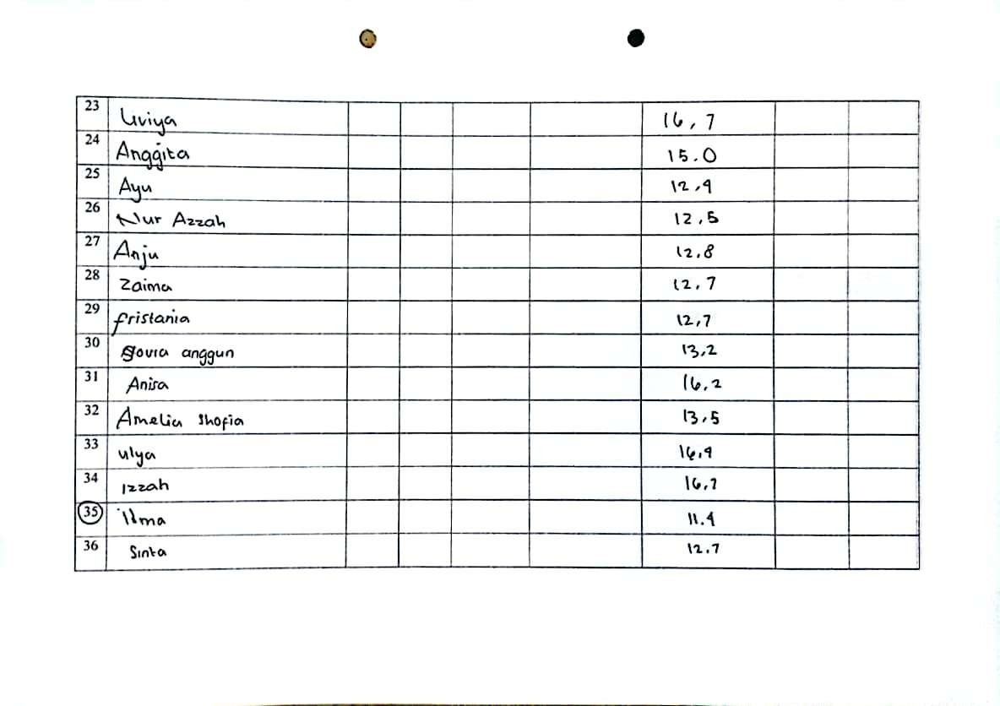 23 Uviya 16,7
24 Anggita 15.0
25 Ayu 12,9
26 Nur Azzah 12,5
27 Anju 12.8
28 Zaima 12,7
29 fristania 12,7
30 anggun 13,2
31 Anisa 16,2
32 Amelia Shofia 13,5
33 ulya 16,9
34 Izzah 16,7
35 Ilma 11.9
36 Sinta 12.7